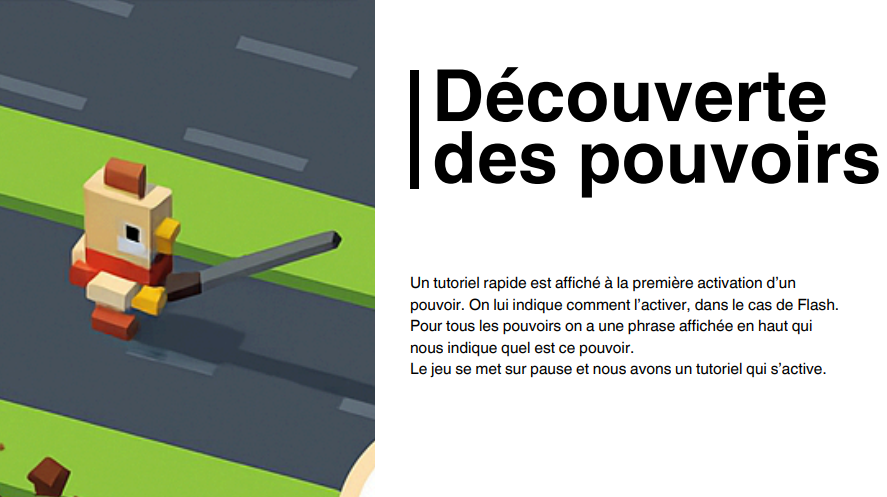 Découverte
des pouvoirs
Un tutoriel rapide est affiché à la première activation d’un
pouvoir. On lui indique comment l’activer, dans le cas de Flash.
Pour tous les pouvoirs on a une phrase affichée en haut qui
nous indique quel est ce pouvoir.
Le jeu se met sur pause et nous avons un tutoriel qui s’active.